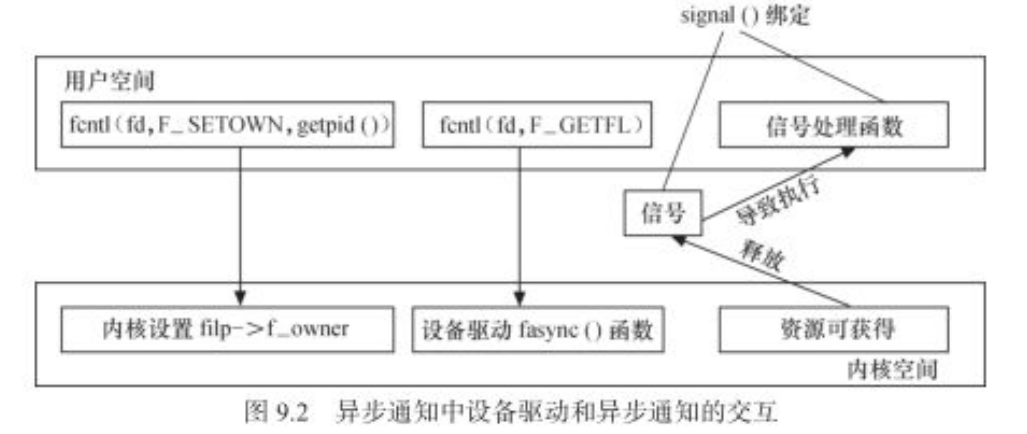 signal () 绑定
用户空间
fcntl (fd, F_SETOWN, getpid ())
fcntl (fd, F_GETFL)
信号处理函数
信号
导致执行
释放
内核设置 filp->f_owner
设备驱动 fasync () 函数
资源可获得
内核空间
图 9.2 异步通知中设备驱动和异步通知的交互